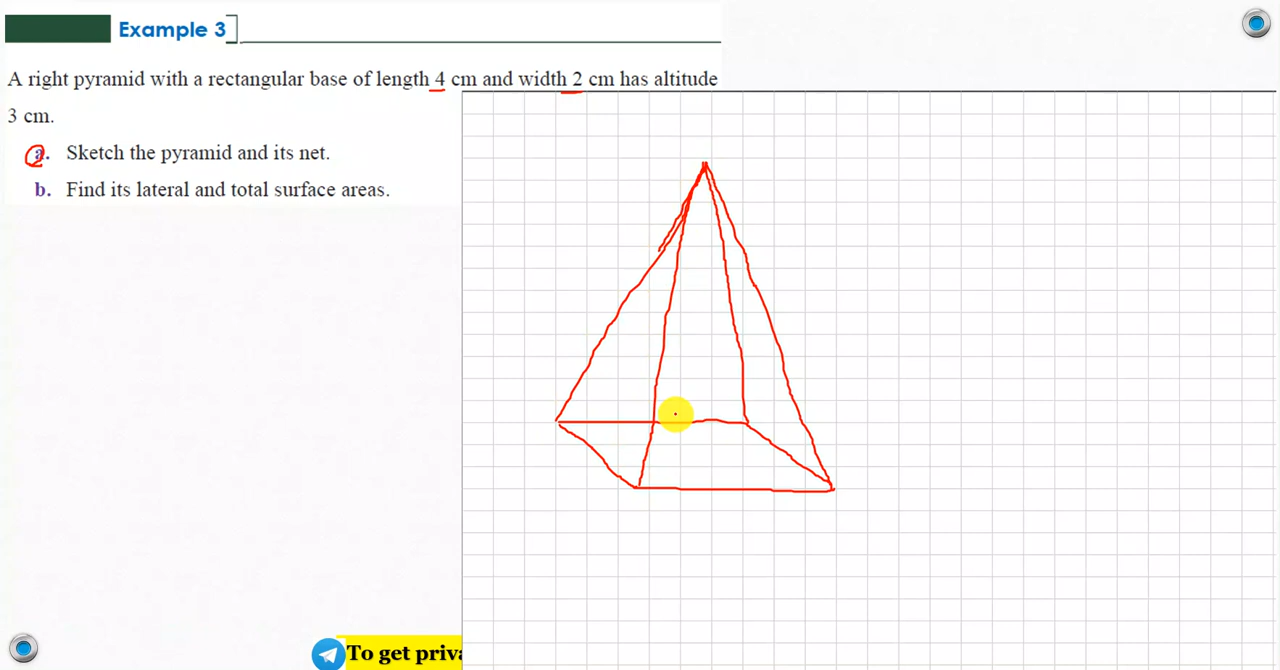 Example 3
A right pyramid with a rectangular base of length 4 cm and width 2 cm has altitude
3 cm.
a. Sketch the pyramid and its net.
b. Find its lateral and total surface areas.
To get priva